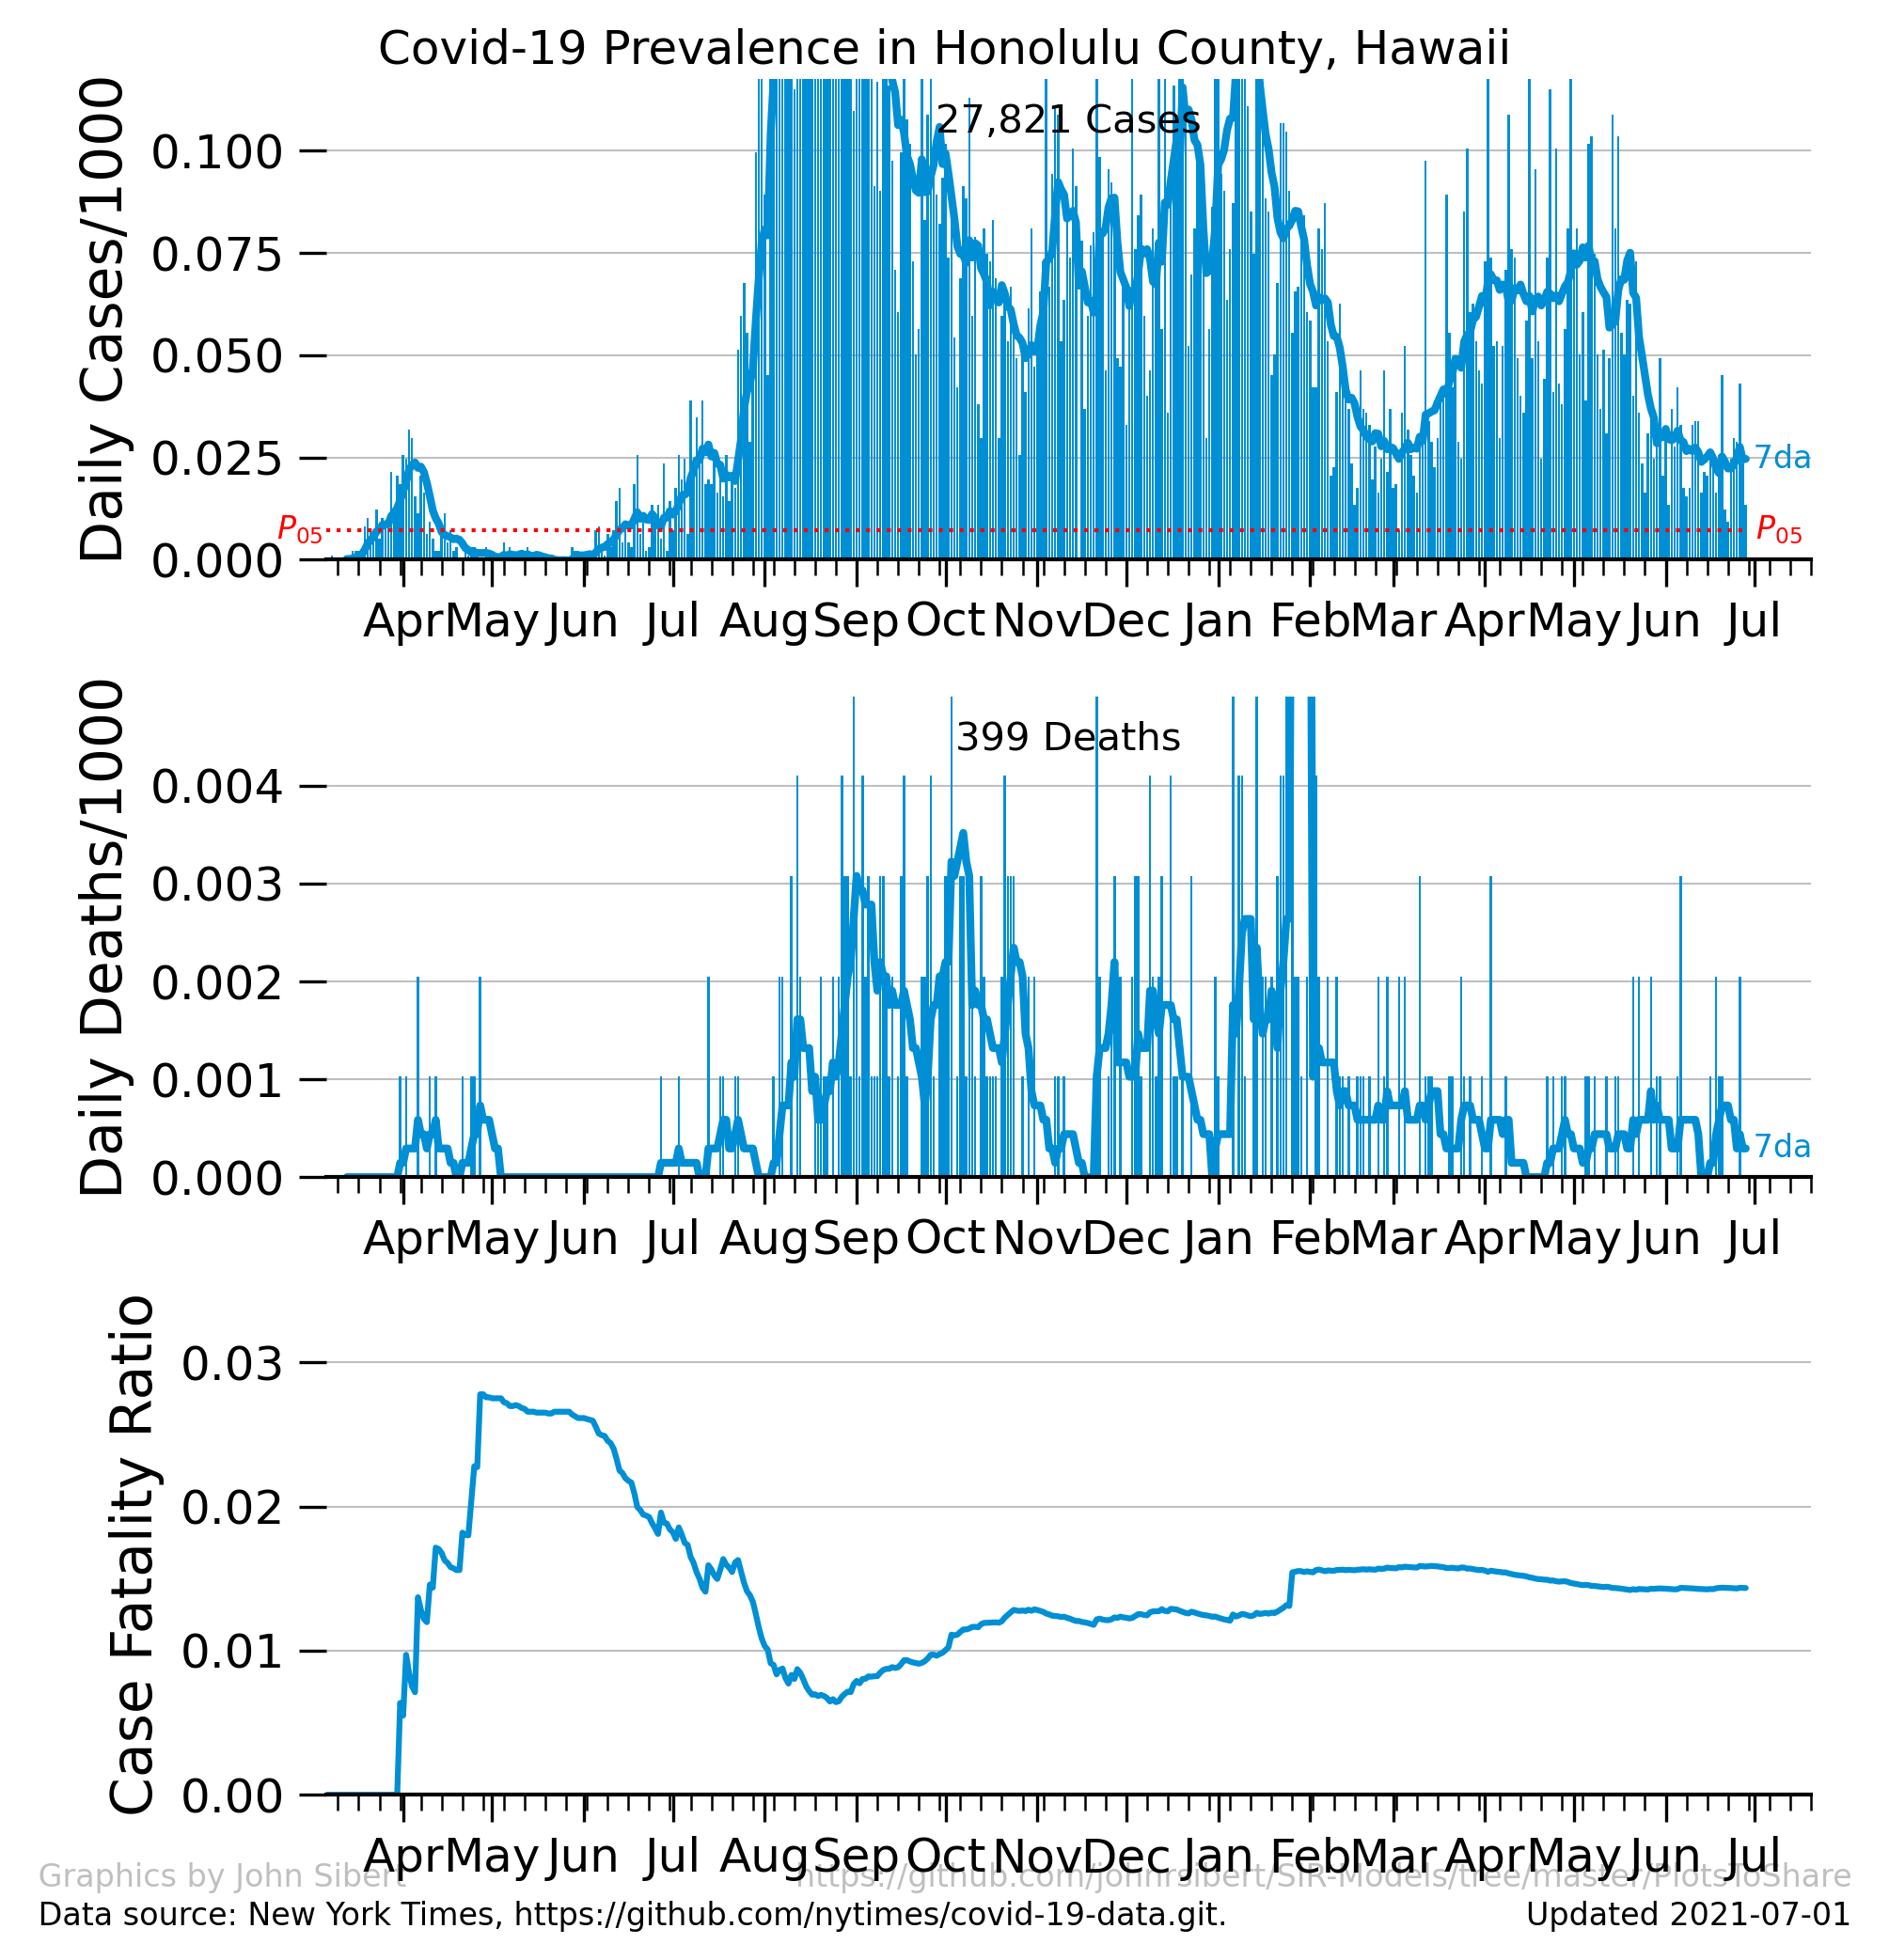 Covid-19 Prevalence in Honolulu County, Hawaii
Daily Cases/1000
27,821 Cases
0.100
0.075
0.050
0.025
0.000
7da
P05
P05
Apr May Jun Jul Aug Sep Oct Nov Dec Jan Feb Mar Apr May Jun Jul
Daily Deaths/1000
399 Deaths
0.004
0.003
0.002
0.001
0.000
7da
Apr May Jun Jul Aug Sep Oct Nov Dec Jan Feb Mar Apr May Jun Jul
Case Fatality Ratio
0.03
0.02
0.01
0.00
Apr May Jun Jul Aug Sep Oct Nov Dec Jan Feb Mar Apr May Jun Jul
Graphics by John Sibert https://github.com/johnrsibert/SIR-Models/tree/master/PlotsToShare
Data source: New York Times, https://github.com/nytimes/covid-19-data.git. Updated 2021-07-01